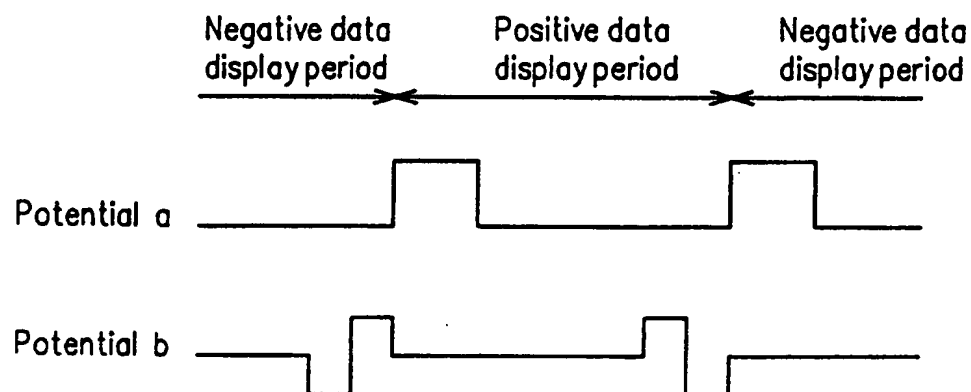 Negative data
display period
Positive data
display period
Negative data
display period
Potential a
Potential b